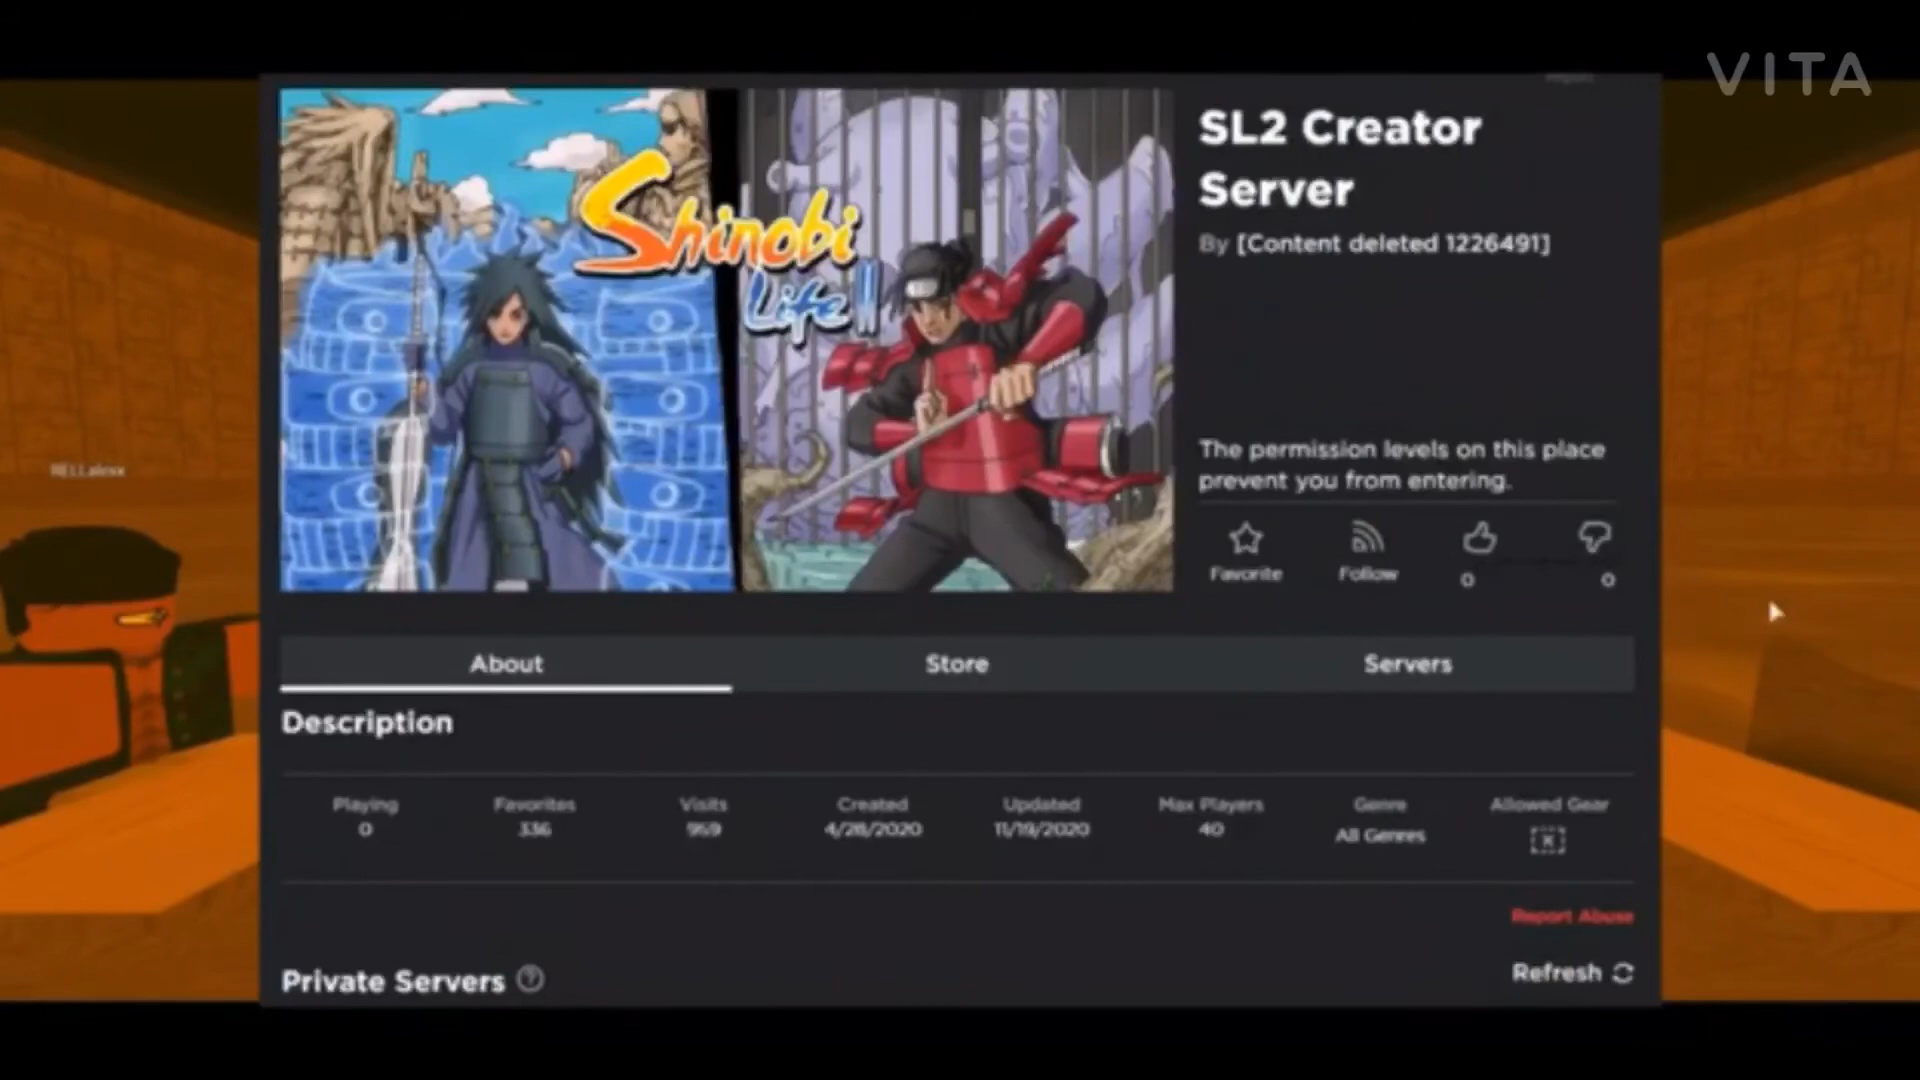 VITA
SL2 Creator
Server
By [Content deleted 1226491]
Shinobi
Life II
RELLalesx
The permission levels on this place
prevent you from entering.
Favorite
Follow
0
0
About
Store
Servers
Description
Playing
Favorites
Visits
Created
Updated
Max Players
Genre
Allowed Gear
0
336
959
4/28/2020
11/19/2020
40
All Genres
Report Abuse
Private Servers
Refresh